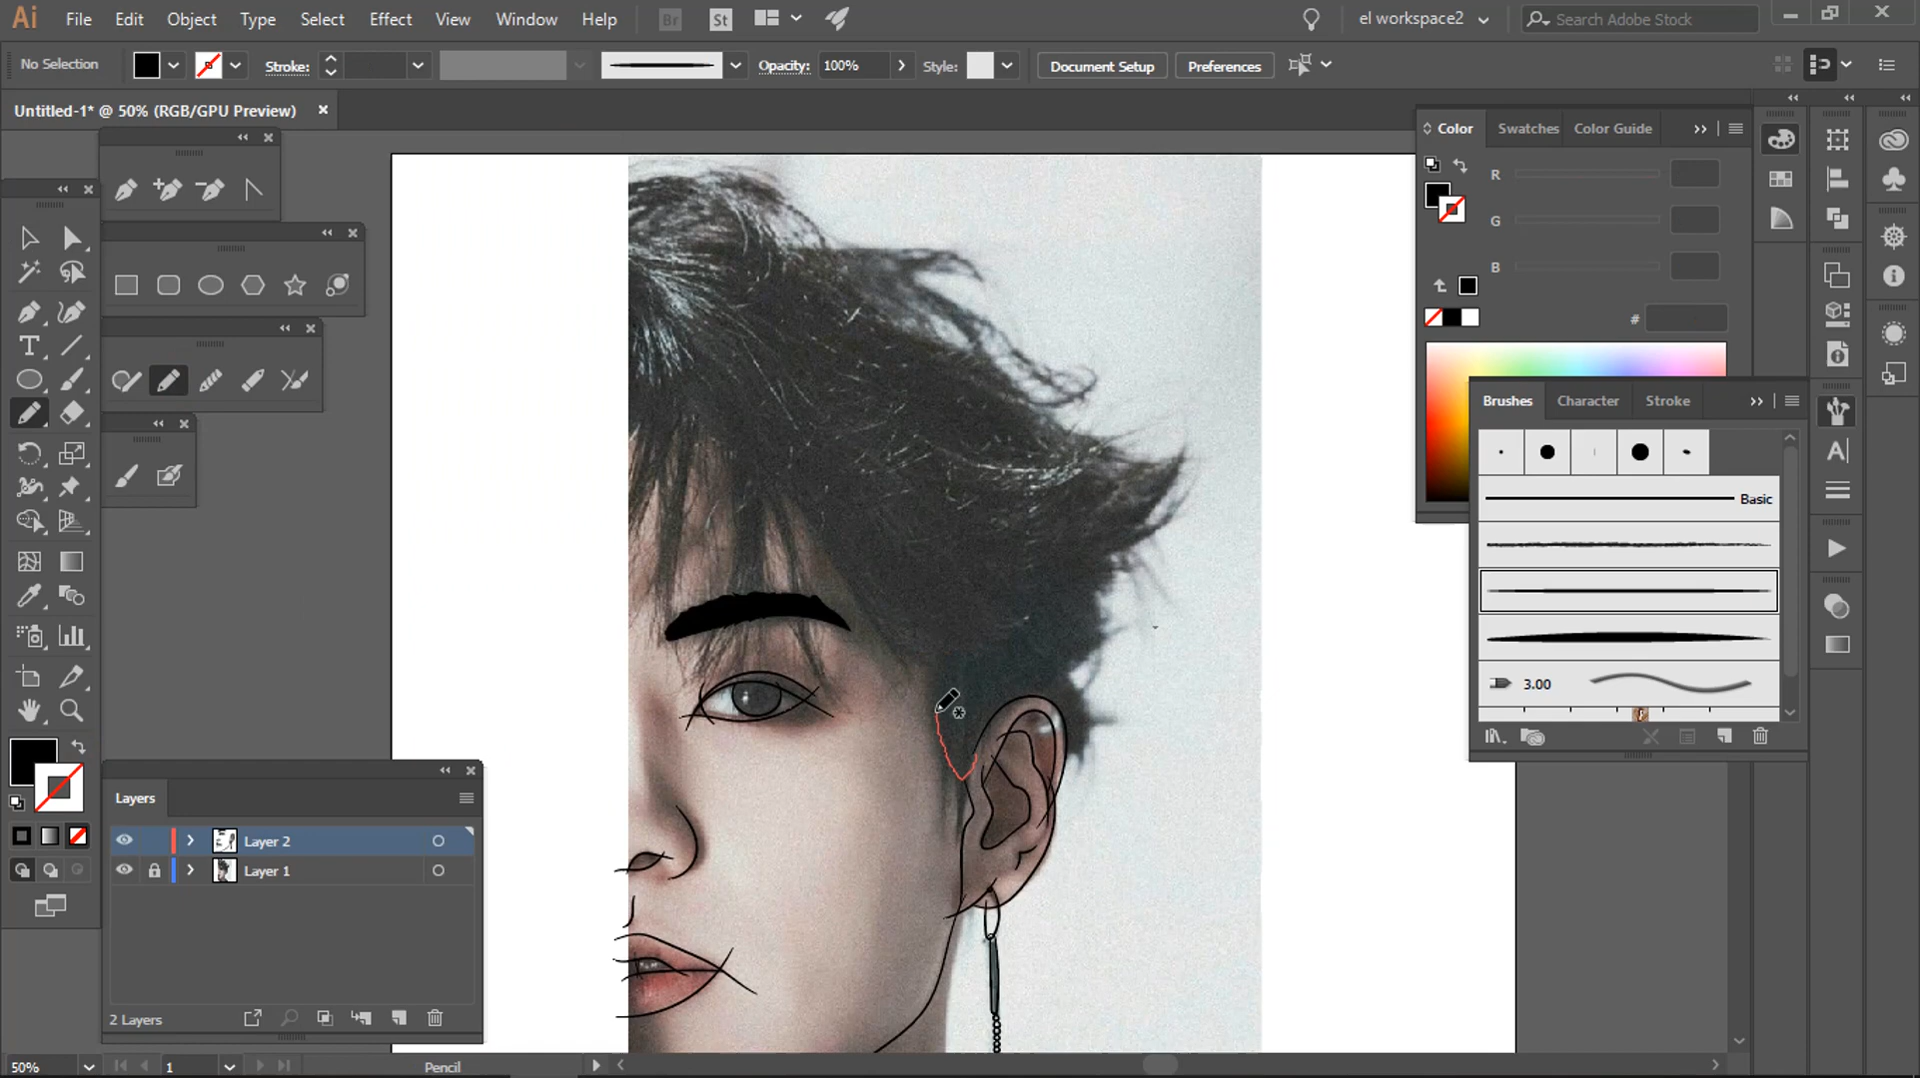 Ai File Edit Object Type Select Effect View Window Help Br St el workspace2 Search Adobe Stock
No Selection Stroke: Opacity: 100% Style: Document Setup Preferences
Untitled-1* @ 50% (RGB/GPU Preview)
Color Swatches Color Guide
R
G
B
#
T
Brushes Character Stroke
Basic
3.00
A
Layers
Layer 2
Layer 1
2 Layers
50% 1 Pencil